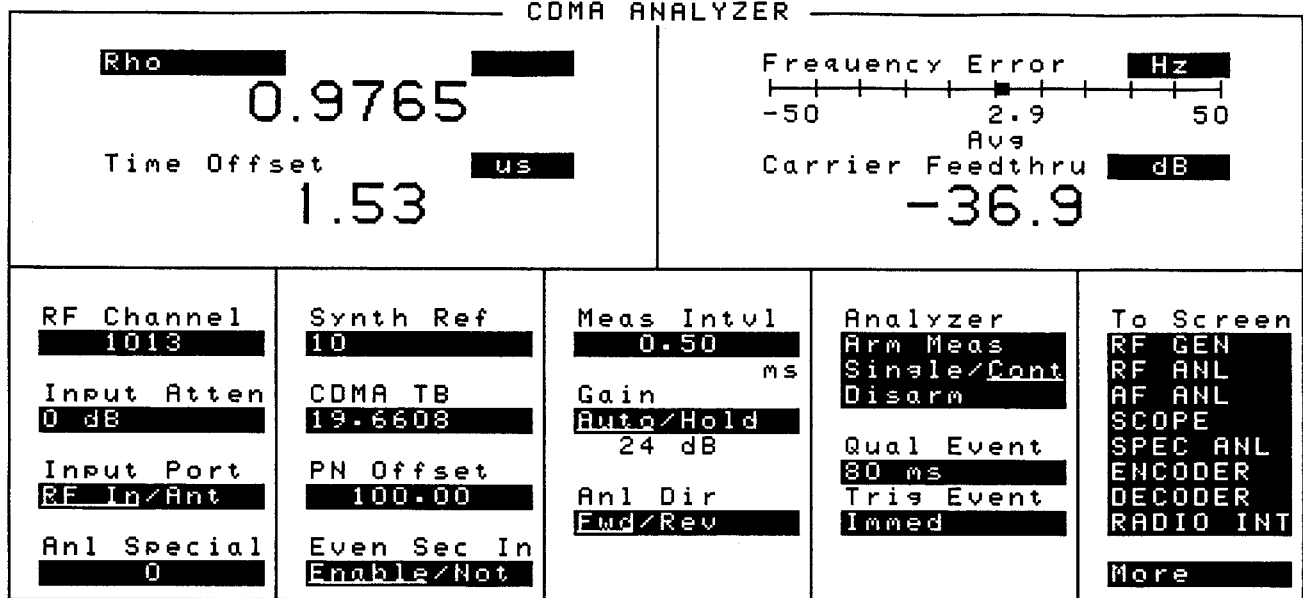 CDMA ANALYZER
Rho
0.9765
Time Offset us
1.53
Frequency Error Hz
-50 2.9 50
Avg
Carrier Feedthru dB
-36.9
RF Channel
1013
Input Atten
0 dB
Input Port
RF In/Ant
Anl Special
0
Synth Ref
10
CDMA TB
19.6608
PN Offset
100.00
Even Sec In
Enable/Not
Meas Intvl
0.50
ms
Gain
Auto/Hold
24 dB
Anl Dir
Fwd/Rev
Analyzer
Arm Meas
Single/Cont
Disarm
Qual Event
80 ms
Trig Event
Immed
To Screen
RF GEN
RF ANL
AF ANL
SCOPE
SPEC ANL
ENCODER
DECODER
RADIO INT
More